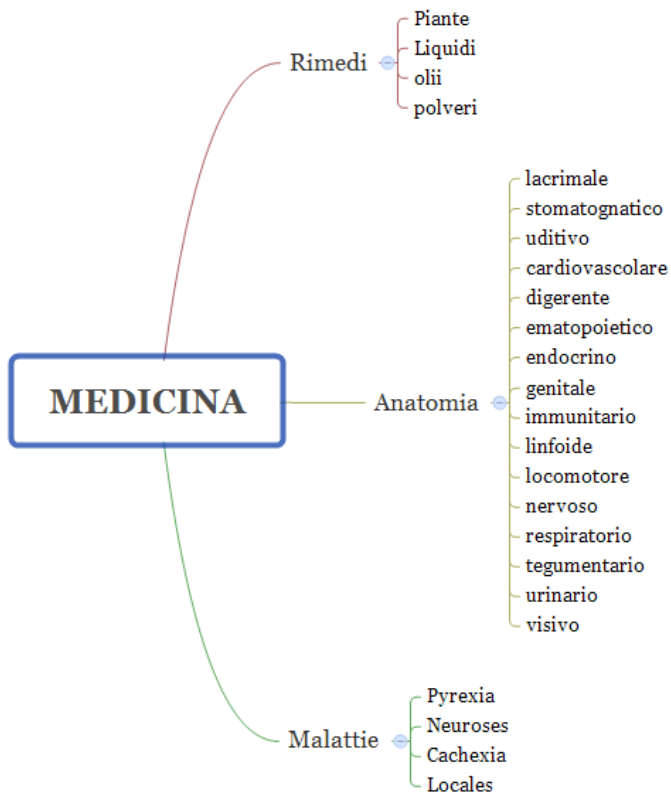 Rimedi
Piante
Liquidi
olii
polveri
MEDICINA
Anatomia
lacrimale
stomatognatico
uditivo
cardiovascolare
digerente
ematopoietico
endocrino
genitale
immunitario
linfoide
locomotore
nervoso
respiratorio
tegumentario
urinario
visivo
Malattie
Pyrexia
Neuroses
Cachexia
Locales